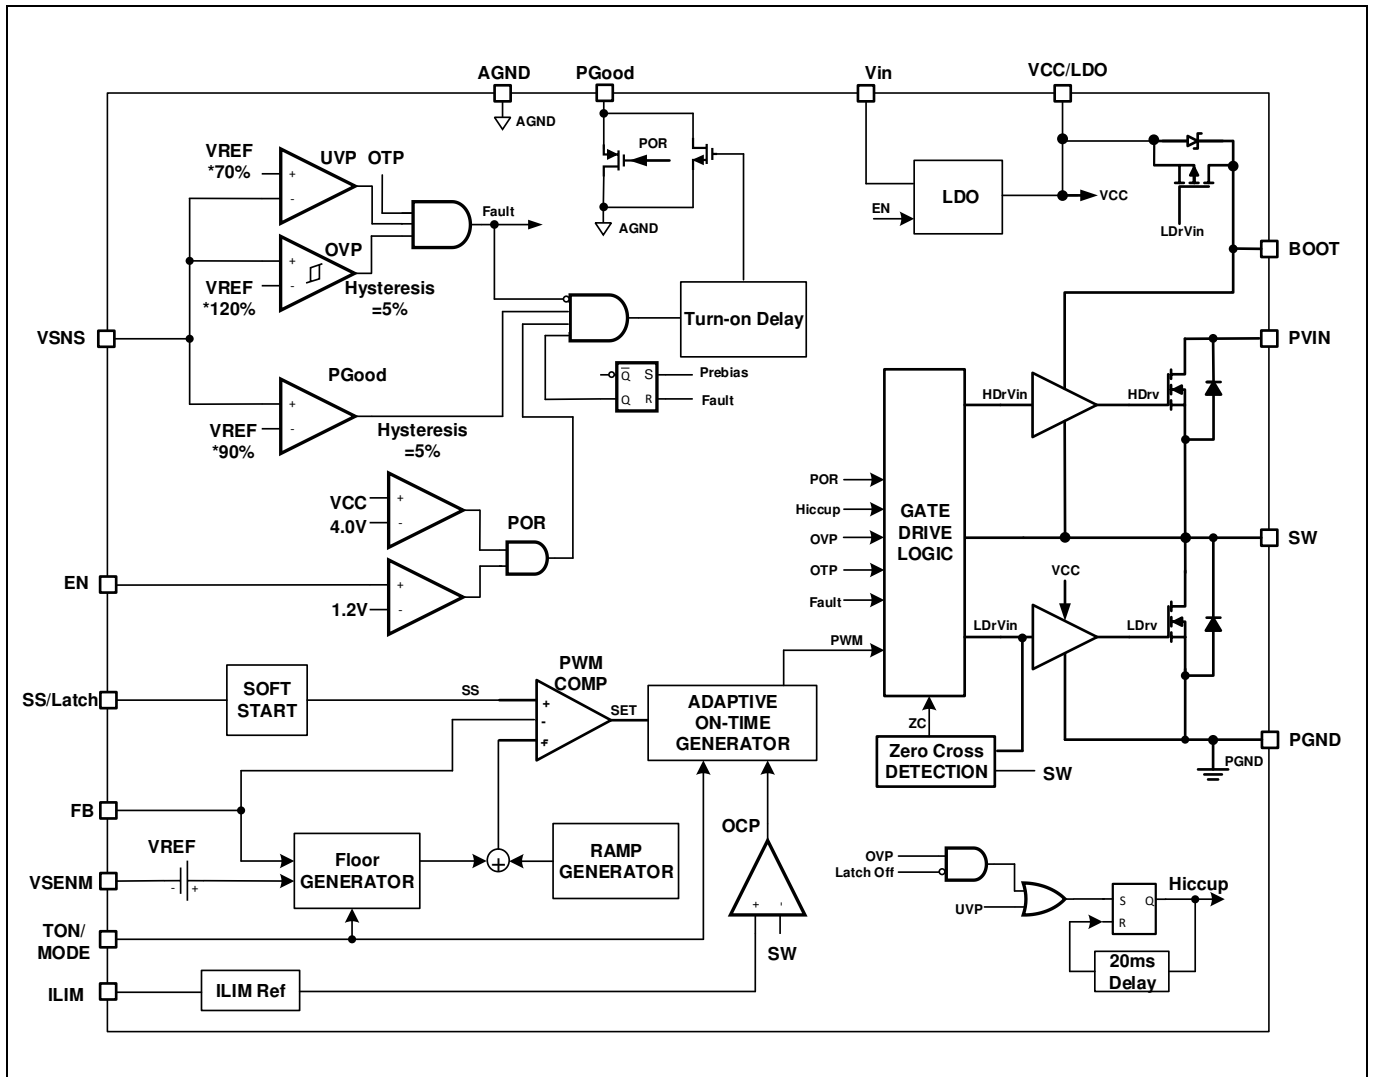 AGND
PGood
Vin
VCC/LDO
AGND
VREF
*70%
+
-
UVP
OTP
POR
AGND
Fault
LDO
EN
VCC
LDrVin
BOOT
OVP
+
-
VREF
*120%
Hysteresis
=5%
VSNS
Turn-on Delay
PVIN
PGood
+
-
VREF
*90%
Hysteresis
=5%
Q
S
Q
R
Prebias
Fault
HDrVin
HDrv
VCC
4.0V
+
-
POR
EN
1.2V
+
-
POR
Hiccup
OVP
OTP
Fault
PWM
GATE
DRIVE
LOGIC
SW
VCC
LDrVin
LDrv
SS/Latch
SOFT
START
SS
PWM
COMP
+
-
+
SET
ADAPTIVE
ON-TIME
GENERATOR
ZC
Zero Cross
DETECTION
SW
PGND
PGND
FB
VREF
-
+
VSENM
Floor
GENERATOR
+
RAMP
GENERATOR
OCP
+
-
SW
TON/
MODE
ILIM
ILIM Ref
OVP
Latch Off
UVP
S
Q
R
Hiccup
20ms
Delay